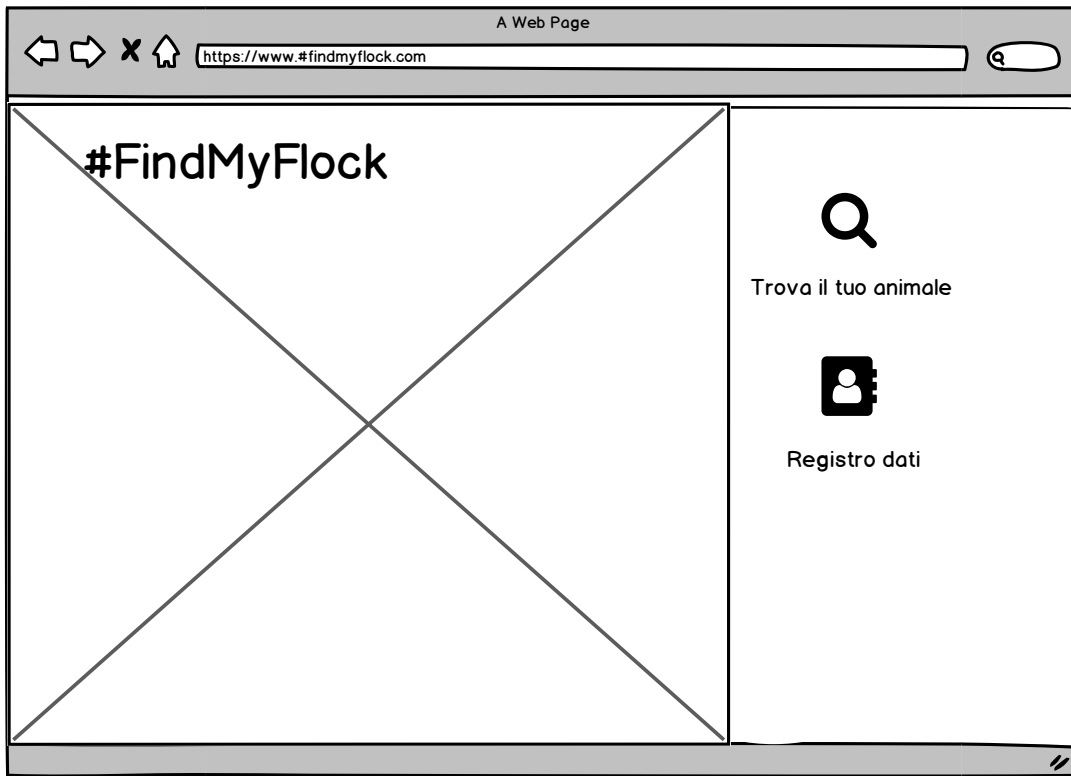 A Web Page
https://www.#findmyflock.com
#FindMyFlock
Trova il tuo animale
Registro dati